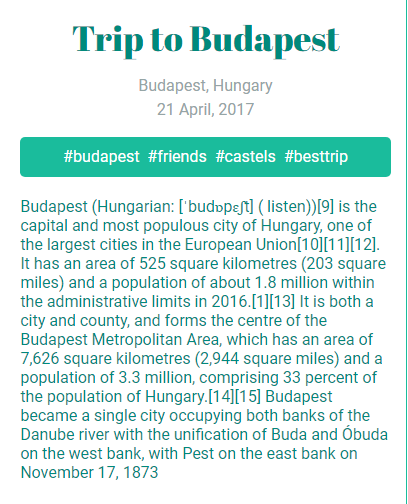 Trip to Budapest
Budapest, Hungary
21 April, 2017
#budapest #friends #castels #besttrip
Budapest (Hungarian: [ˈbudɒpɛʃt] ( listen))[9] is the
capital and most populous city of Hungary, one of
the largest cities in the European Union[10][11][12].
It has an area of 525 square kilometres (203 square
miles) and a population of about 1.8 million within
the administrative limits in 2016.[1][13] It is both a
city and county, and forms the centre of the
Budapest Metropolitan Area, which has an area of
7,626 square kilometres (2,944 square miles) and a
population of 3.3 million, comprising 33 percent of
the population of Hungary.[14][15] Budapest
became a single city occupying both banks of the
Danube river with the unification of Buda and Óbuda
on the west bank, with Pest on the east bank on
November 17, 1873